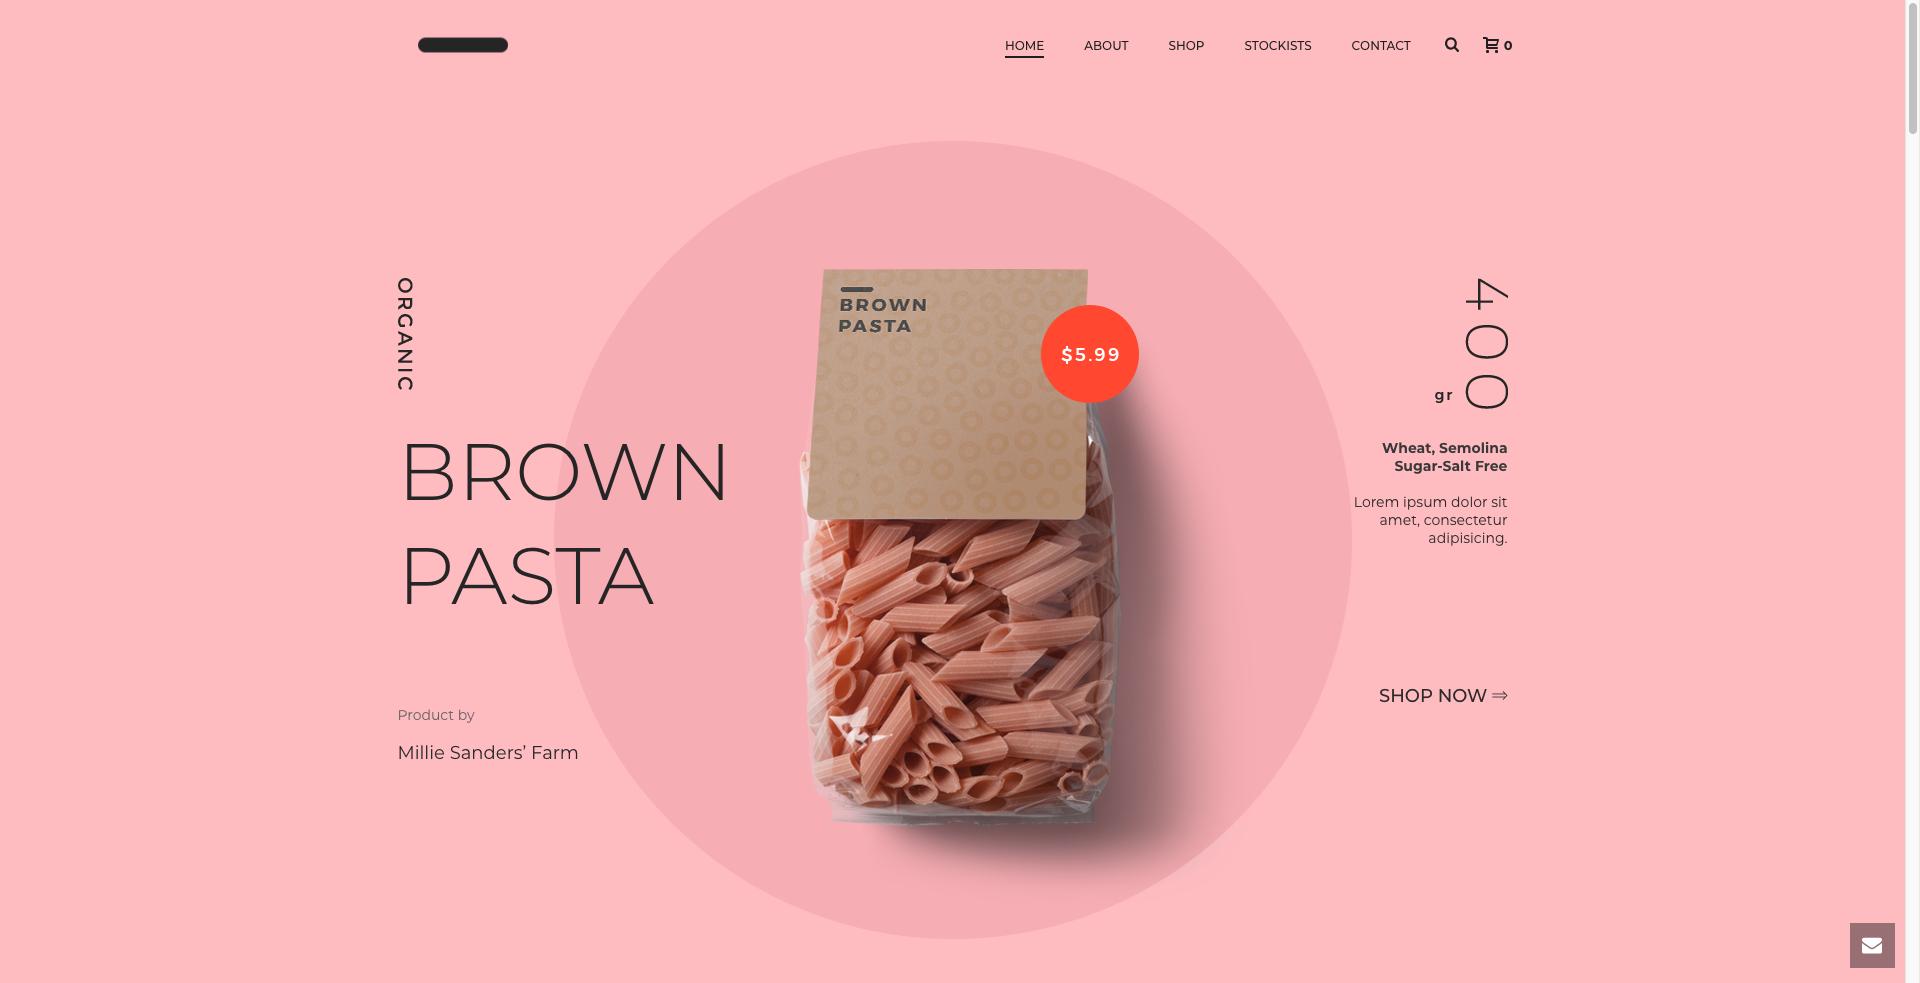 HOME
ABOUT
SHOP
STOCKISTS
CONTACT
0
ORGANIC
BROWN
PASTA
Product by
Millie Sanders’ Farm
BROWN
PASTA
$5.99
400
gr
Wheat, Semolina
Sugar-Salt Free
Lorem ipsum dolor sit
amet, consectetur
adipisicing.
SHOP NOW ⇒